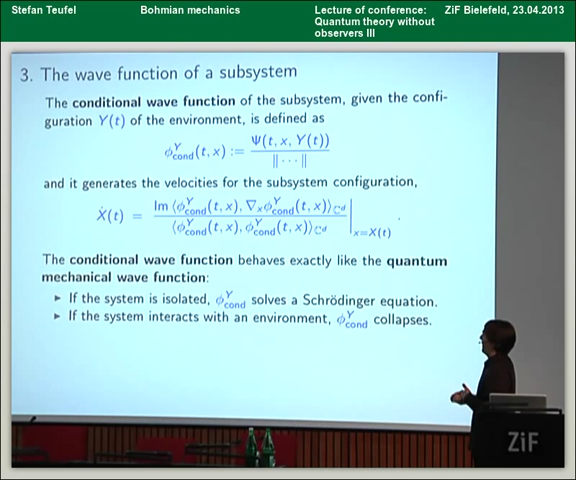 Stefan Teufel Bohmian mechanics Lecture of conference: ZiF Bielefeld, 23.04.2013
Quantum theory without
observers III
3. The wave function of a subsystem
The conditional wave function of the subsystem, given the confi-
guration Y(t) of the environment, is defined as
ϕ^Y_cond(t, x) := Ψ(t, x, Y(t)) / ‖ · · · ‖
and it generates the velocities for the subsystem configuration,
Ẋ(t) = Im ⟨ϕ^Y_cond(t, x), ∇_x ϕ^Y_cond(t, x)⟩_ℂ^d / ⟨ϕ^Y_cond(t, x), ϕ^Y_cond(t, x)⟩_ℂ^d |_x=X(t) .
The conditional wave function behaves exactly like the quantum
mechanical wave function:
▸ If the system is isolated, ϕ^Y_cond solves a Schrödinger equation.
▸ If the system interacts with an environment, ϕ^Y_cond collapses.
ZiF